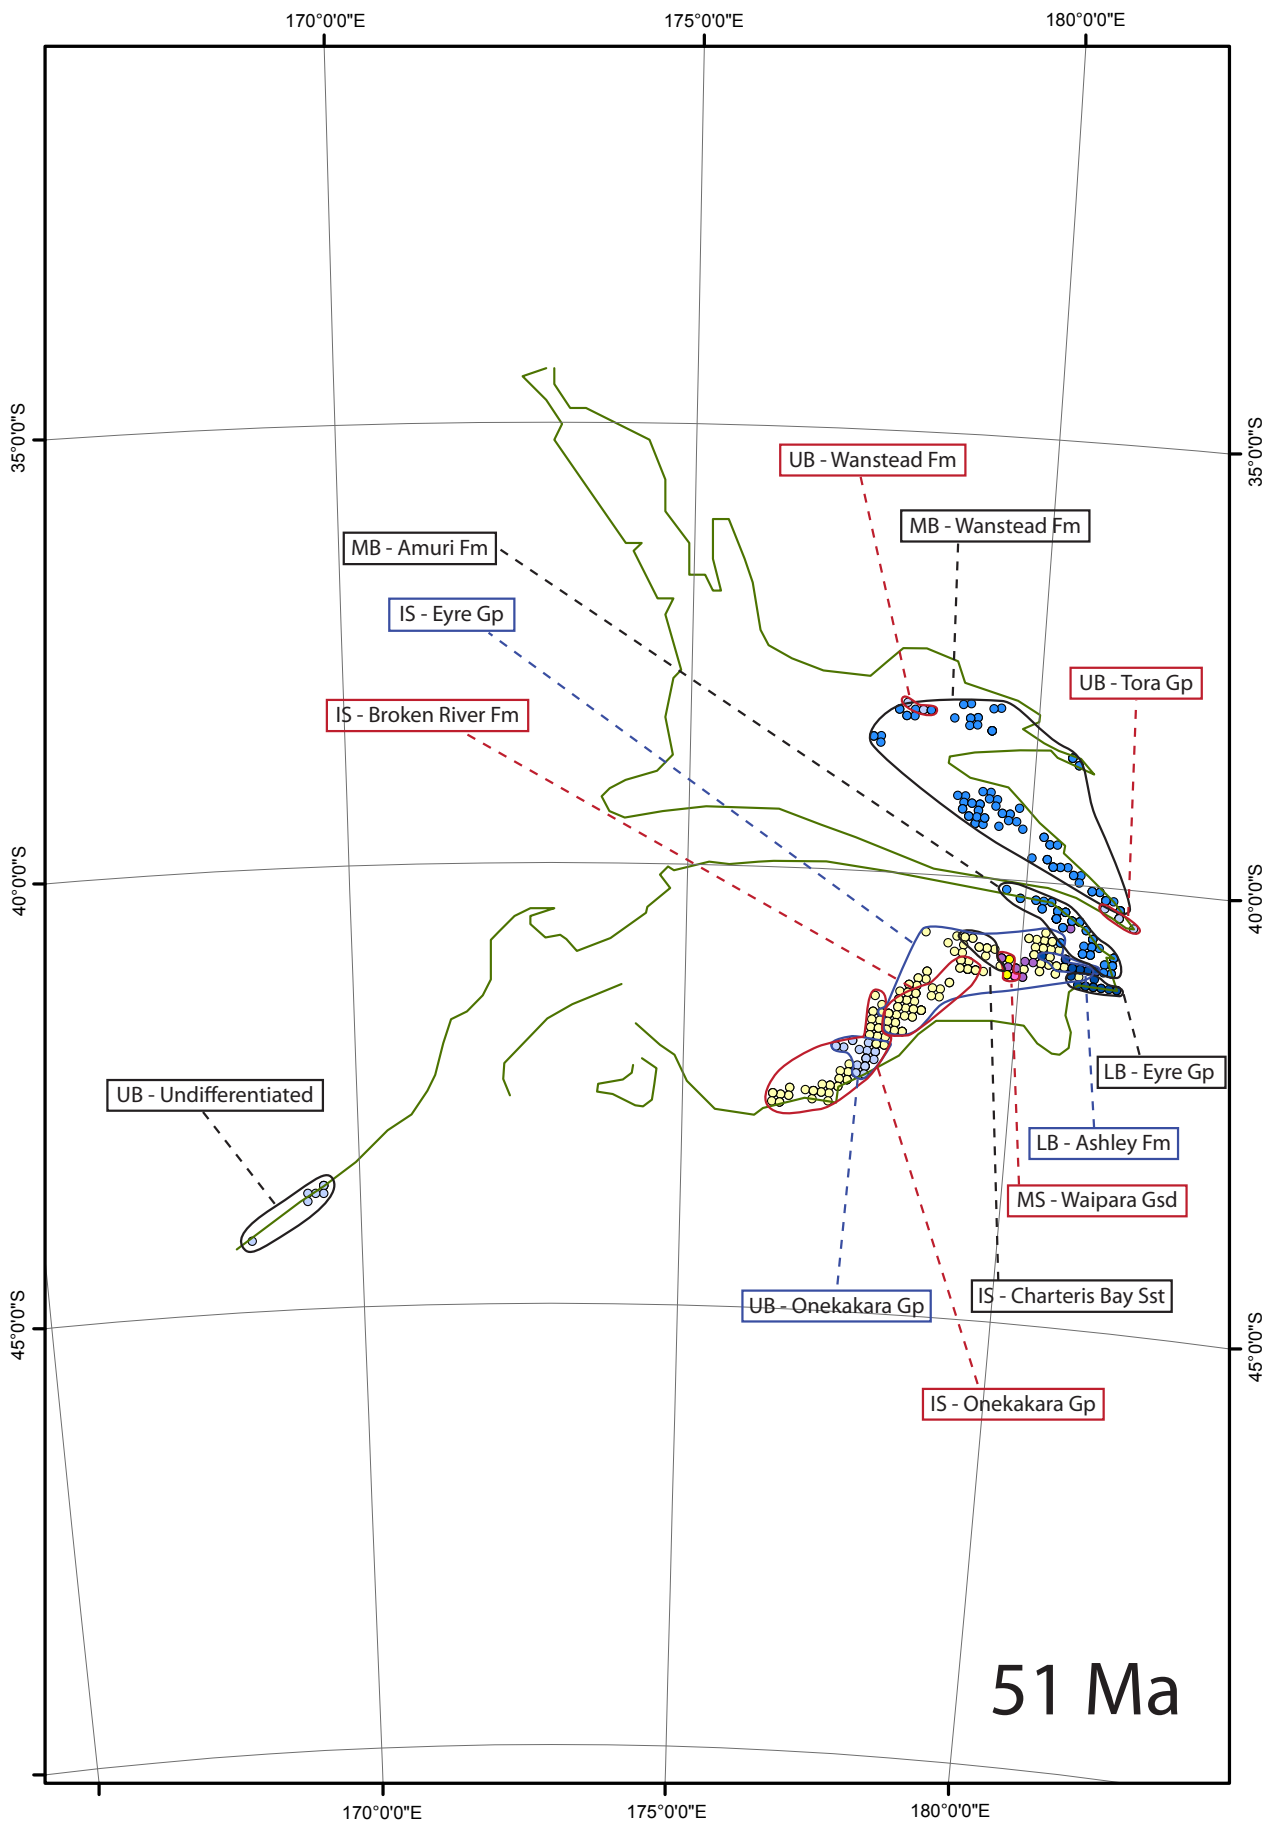 170°0'0"E
175°0'0"E
180°0'0"E
35°0'0"S
35°0'0"S
UB - Wanstead Fm
MB - Wanstead Fm
MB - Amuri Fm
IS - Eyre Gp
UB - Tora Gp
IS - Broken River Fm
40°0'0"S
40°0'0"S
LB - Eyre Gp
UB - Undifferentiated
LB - Ashley Fm
MS - Waipara Gsd
IS - Charteris Bay Sst
UB - Onekakara Gp
45°0'0"S
45°0'0"S
IS - Onekakara Gp
51 Ma
170°0'0"E
175°0'0"E
180°0'0"E